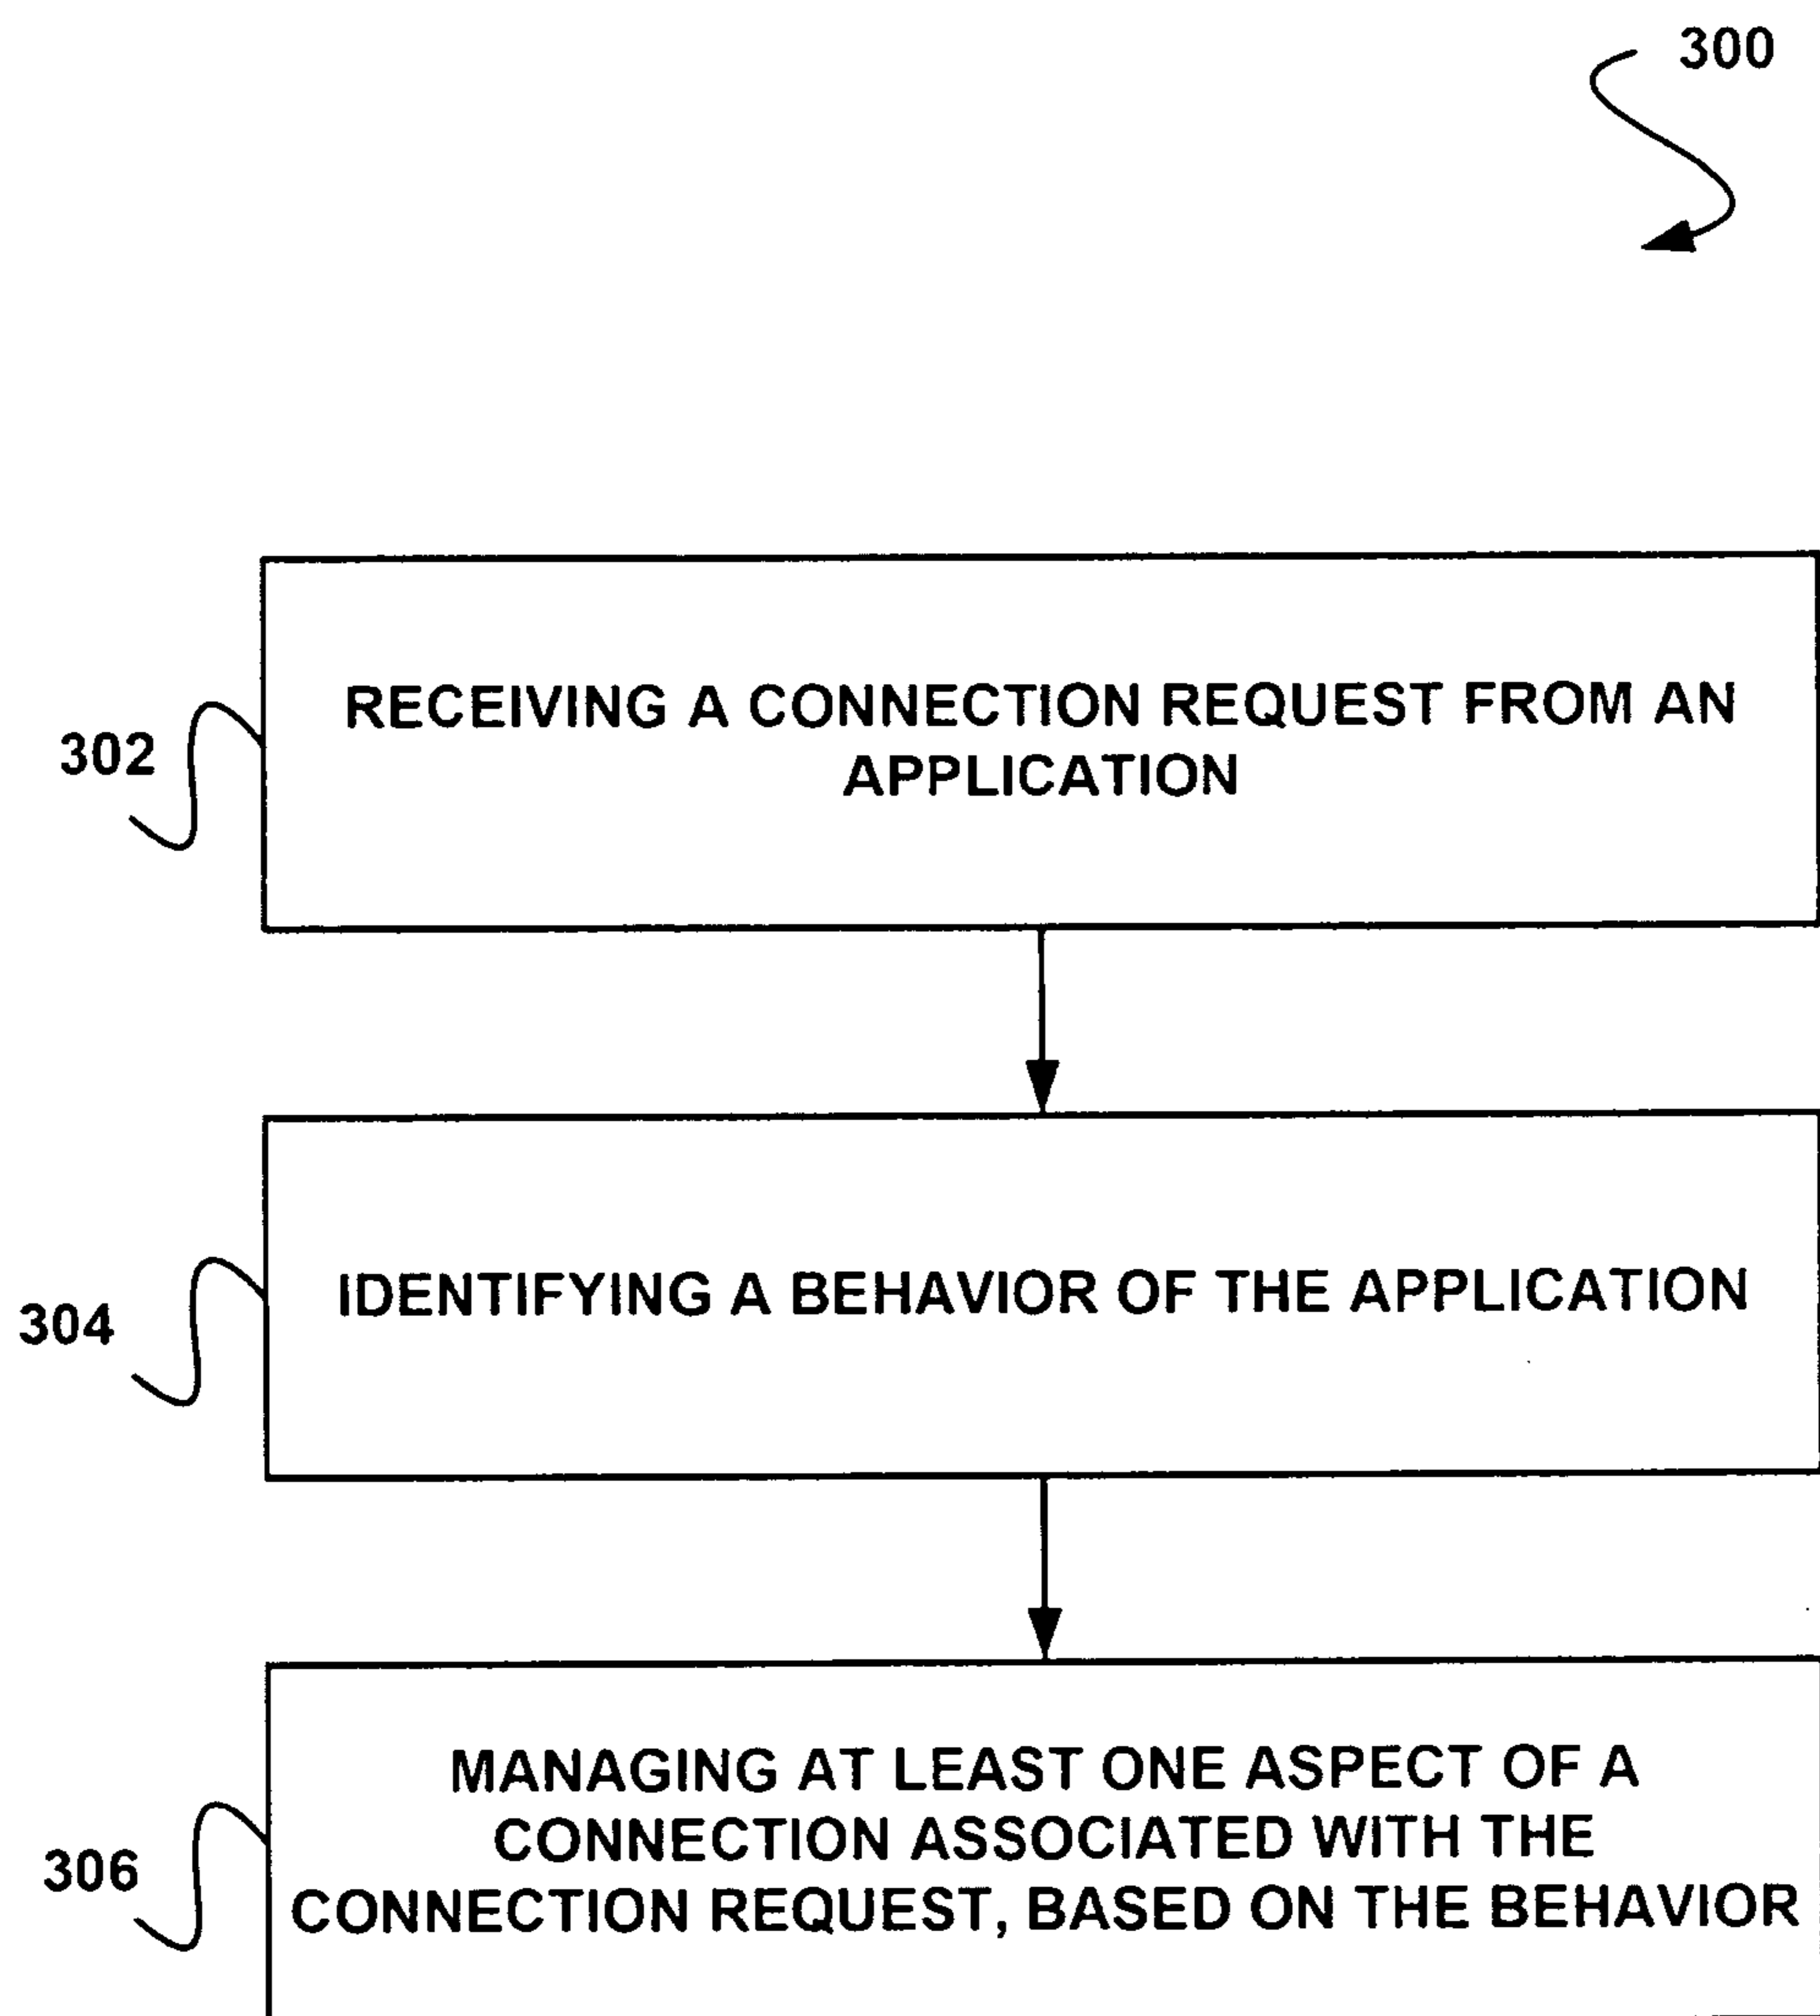 300
302
RECEIVING A CONNECTION REQUEST FROM AN
APPLICATION
304
IDENTIFYING A BEHAVIOR OF THE APPLICATION
306
MANAGING AT LEAST ONE ASPECT OF A
CONNECTION ASSOCIATED WITH THE
CONNECTION REQUEST, BASED ON THE BEHAVIOR